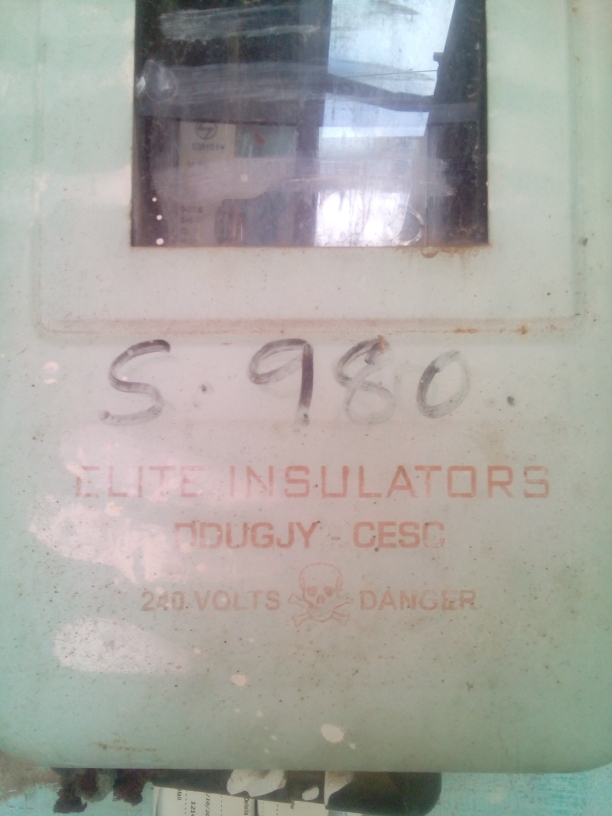 S. 980.
ELITE INSULATORS
DDUGJY - CESC
240 VOLTS DANGER